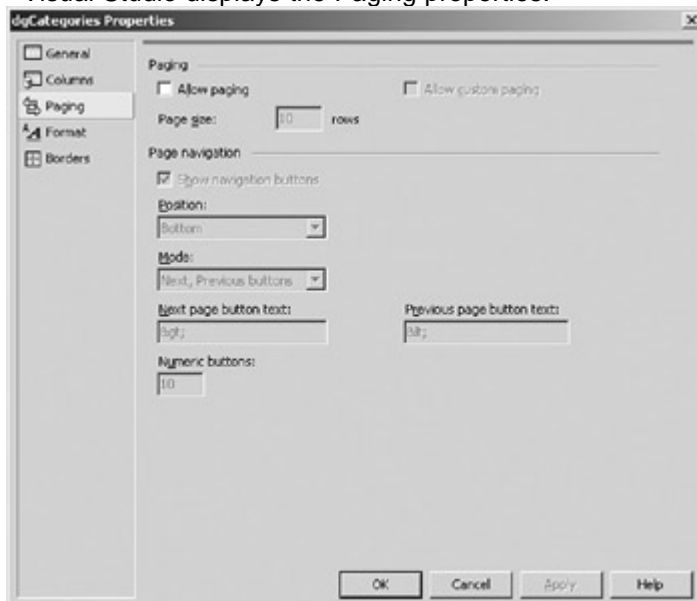 Visual Studio displays the Paging properties.
dgCategories Properties
General
Columns
Paging
Format
Borders
Paging
Allow paging
Allow custom paging
Page size:
10
rows
Page navigation
Show navigation buttons
Position:
Bottom
Mode:
Next, Previous buttons
Next page button text:
Previous page button text:
&gt;
&lt;
Numeric buttons:
10
OK
Cancel
Apply
Help